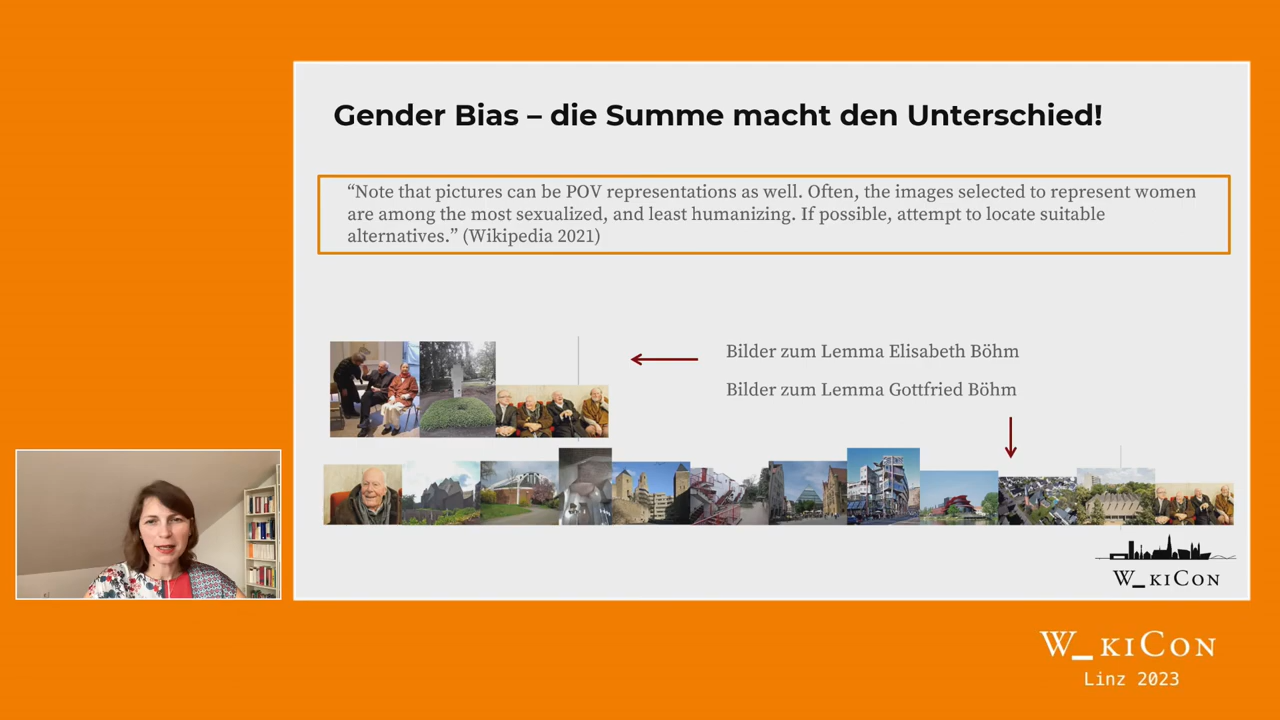 Gender Bias – die Summe macht den Unterschied!
“Note that pictures can be POV representations as well. Often, the images selected to represent women
are among the most sexualized, and least humanizing. If possible, attempt to locate suitable
alternatives.” (Wikipedia 2021)
Bilder zum Lemma Elisabeth Böhm
Bilder zum Lemma Gottfried Böhm
W_KICON
W_KICON
Linz 2023